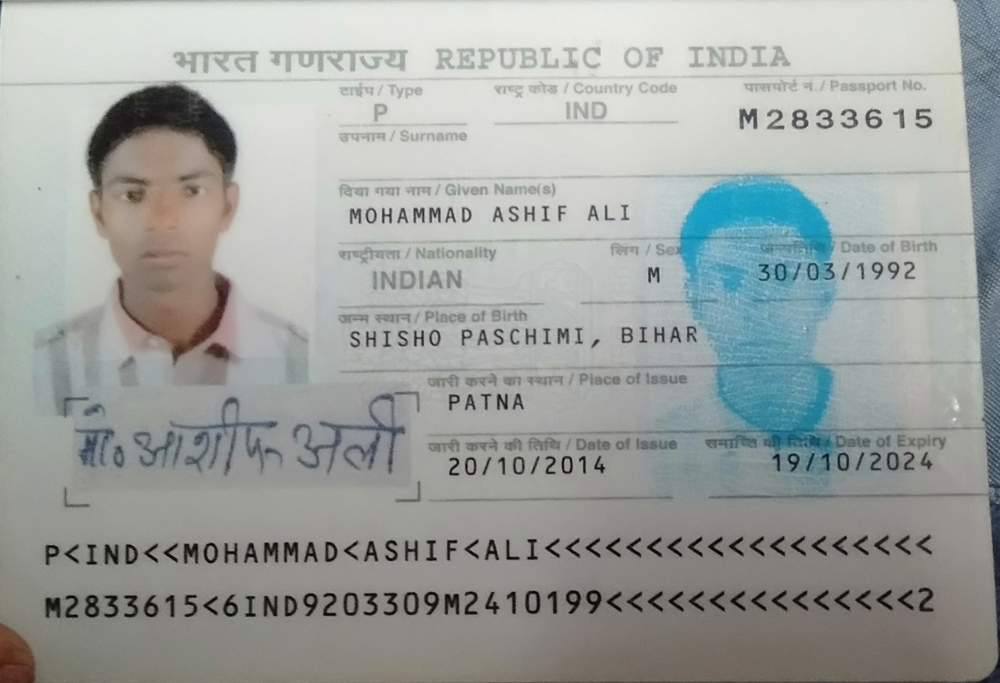 भारत गणराज्य REPUBLIC OF INDIA
टाईप / Type राष्ट्र कोड / Country Code पासपोर्ट नं. / Passport No.
P IND M2833615
उपनाम / Surname
दिया गया नाम / Given Name(s)
MOHAMMAD ASHIF ALI
राष्ट्रीयता / Nationality लिंग / Sex जन्मतिथि / Date of Birth
INDIAN M 30/03/1992
जन्म स्थान / Place of Birth
SHISHO PASCHIMI, BIHAR
जारी करने का स्थान / Place of Issue
PATNA
मो० आशीफ अली
जारी करने की तिथि / Date of Issue समाप्ति की तिथि / Date of Expiry
20/10/2014 19/10/2024
P<IND<<MOHAMMAD<ASHIF<ALI<<<<<<<<<<<<<<<<<<<
M2833615<6IND9203309M2410199<<<<<<<<<<<<<<<2